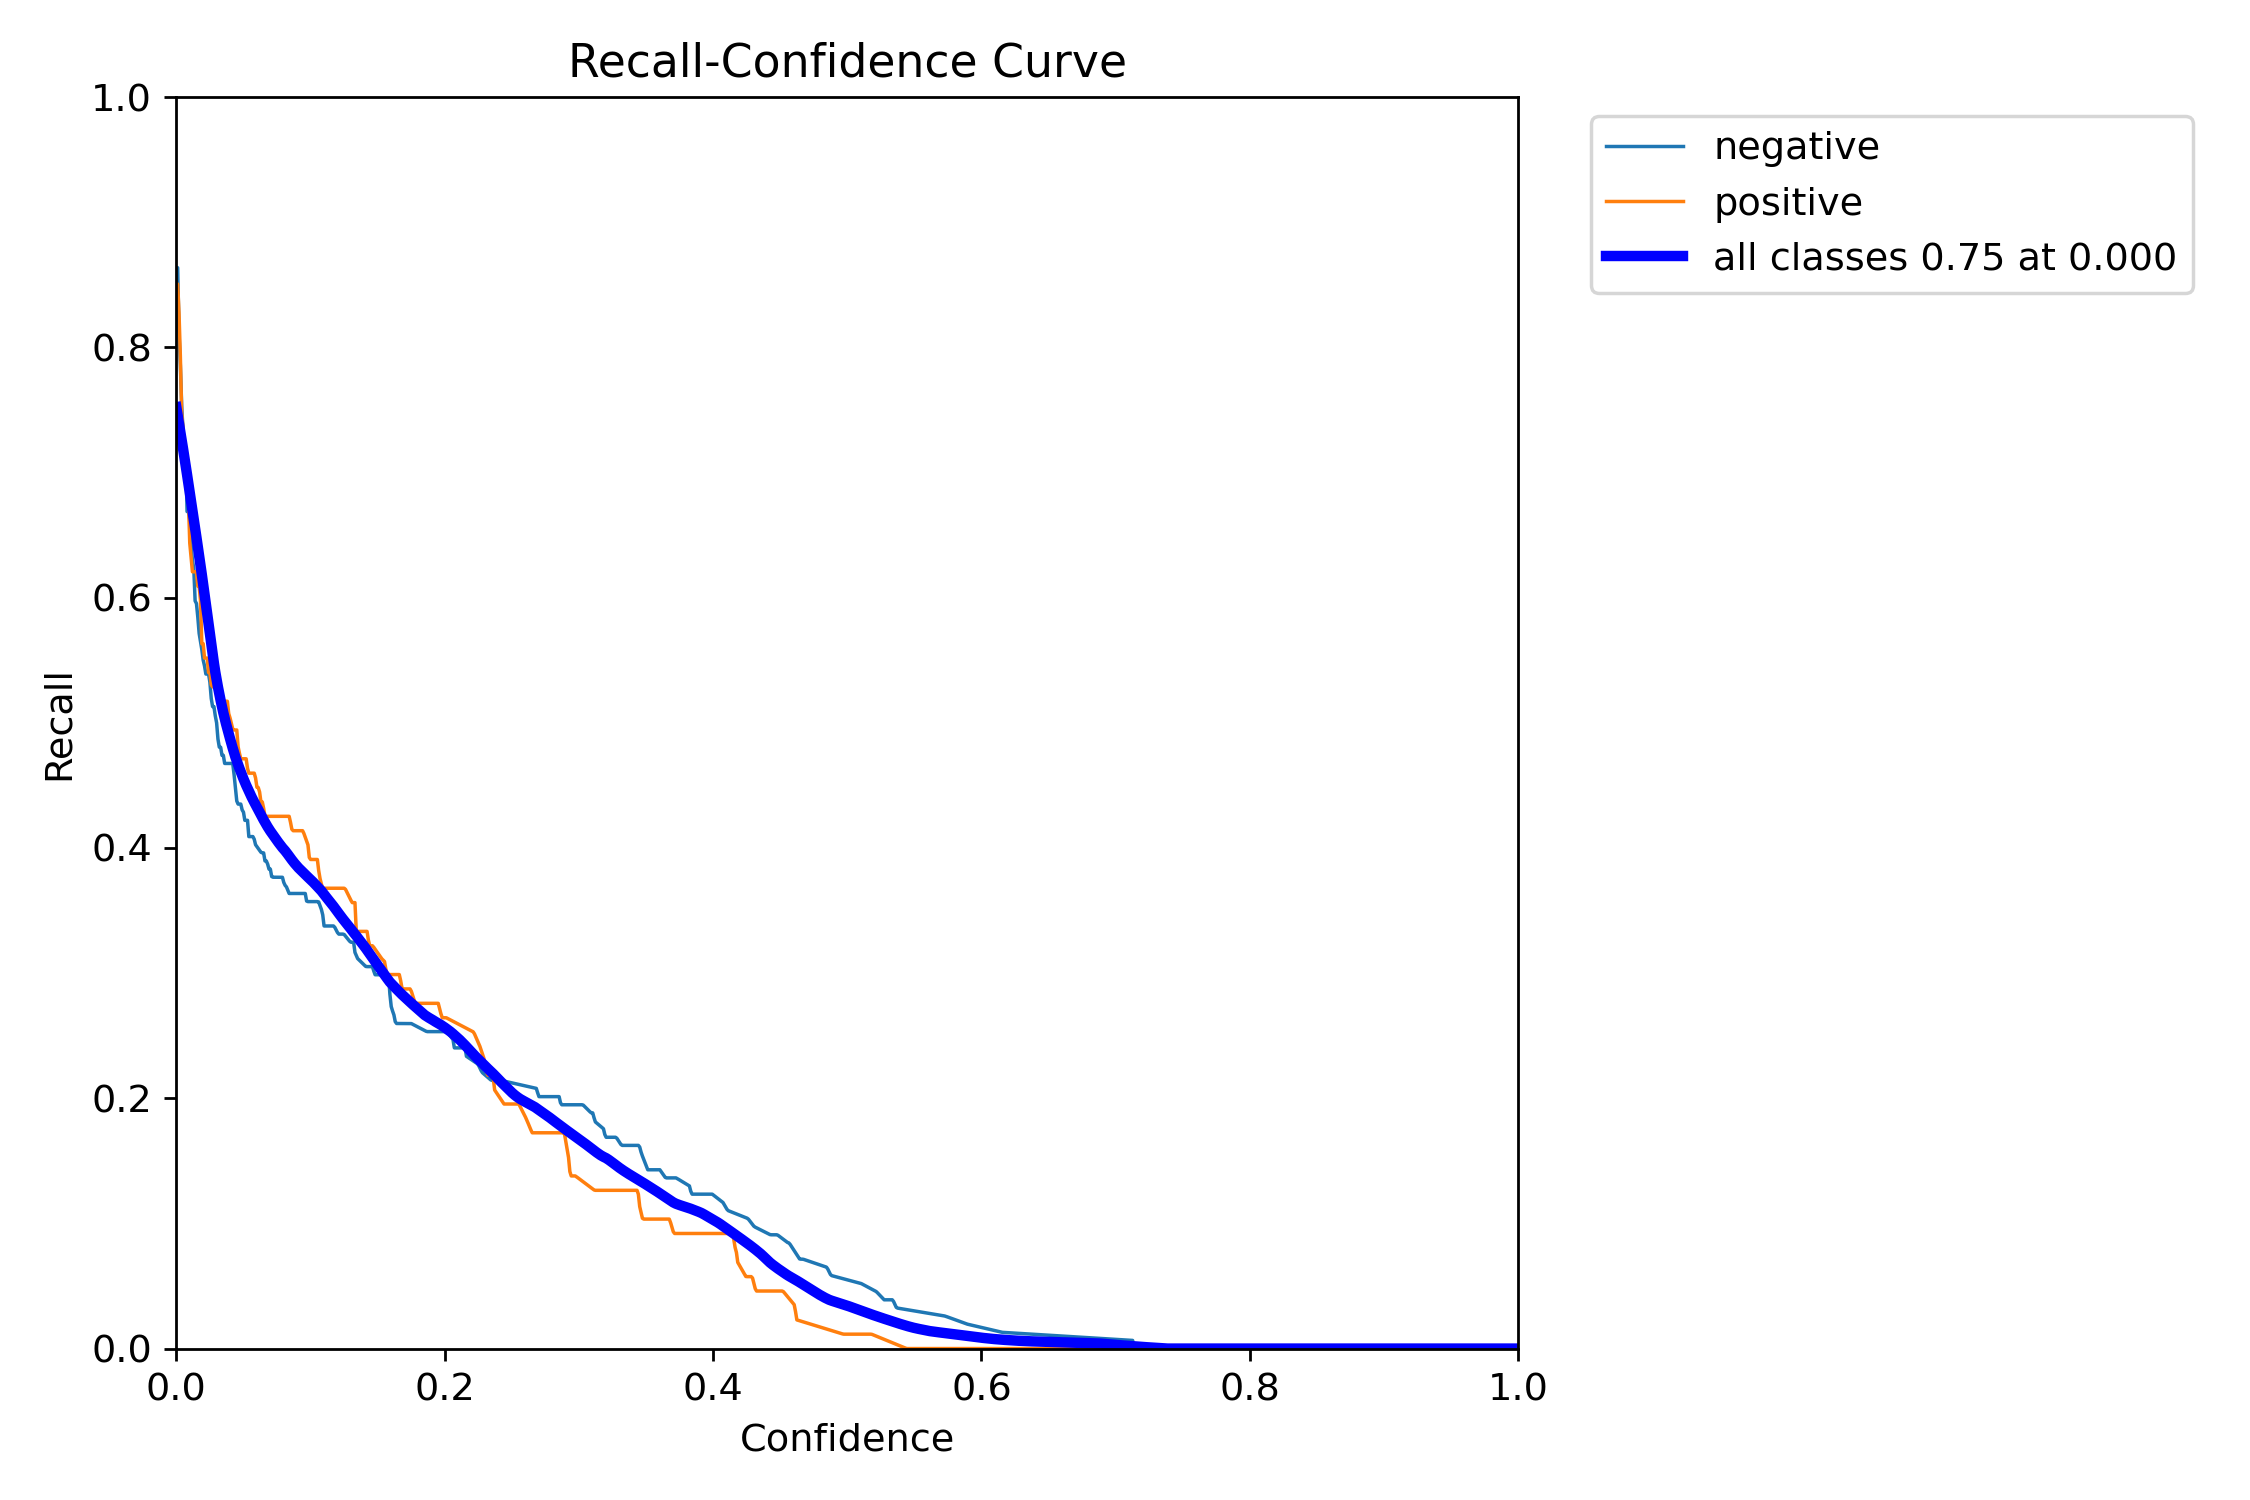 Recall-Confidence Curve
1.0
0.8
0.6
0.4
0.2
0.0
Recall
0.0 0.2 0.4 0.6 0.8 1.0
Confidence
negative
positive
all classes 0.75 at 0.000